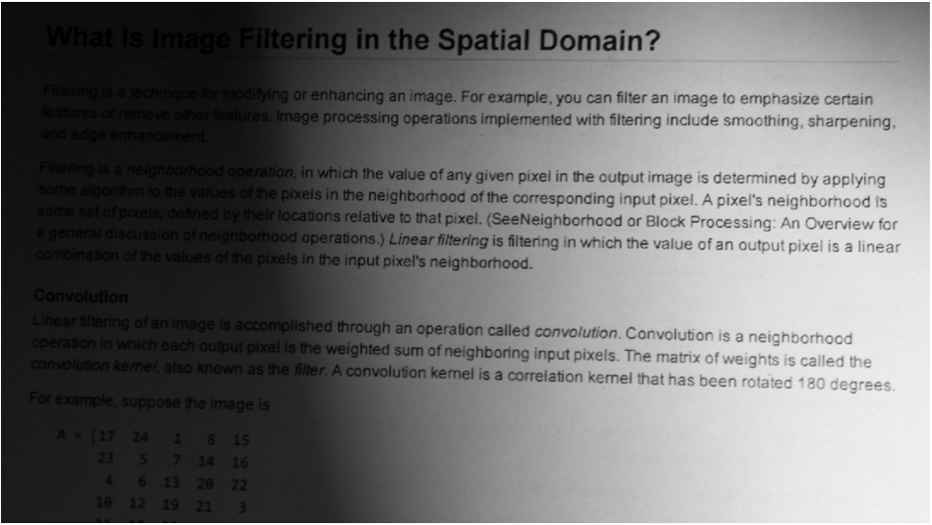 What Is Image Filtering in the Spatial Domain?
Filtering is a technique for modifying or enhancing an image. For example, you can filter an image to emphasize certain
features or remove other features. Image processing operations implemented with filtering include smoothing, sharpening,
and edge enhancement.
Filtering is a neighborhood operation, in which the value of any given pixel in the output image is determined by applying
some algorithm to the values of the pixels in the neighborhood of the corresponding input pixel. A pixel's neighborhood is
some set of pixels, defined by their locations relative to that pixel. (SeeNeighborhood or Block Processing: An Overview for
a general discussion of neighborhood operations.) Linear filtering is filtering in which the value of an output pixel is a linear
combination of the values of the pixels in the input pixel's neighborhood.
Convolution
Linear filtering of an image is accomplished through an operation called convolution. Convolution is a neighborhood
operation in which each output pixel is the weighted sum of neighboring input pixels. The matrix of weights is called the
convolution kernel, also known as the filter. A convolution kernel is a correlation kernel that has been rotated 180 degrees.
For example, suppose the image is
A = [17 24 1 8 15
23 5 7 14 16
4 6 13 20 22
10 12 19 21 3